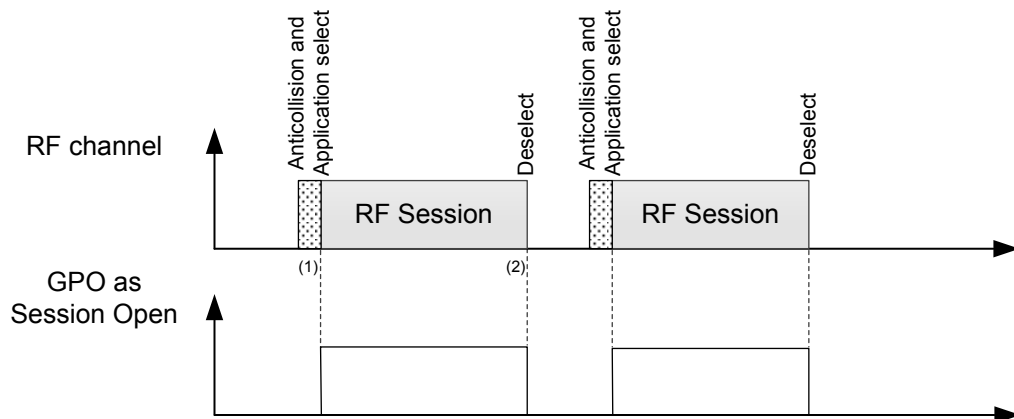 Anticollision and
Application select
Deselect
Anticollision and
Application select
Deselect
RF channel
RF Session
RF Session
(1)
(2)
GPO as
Session Open